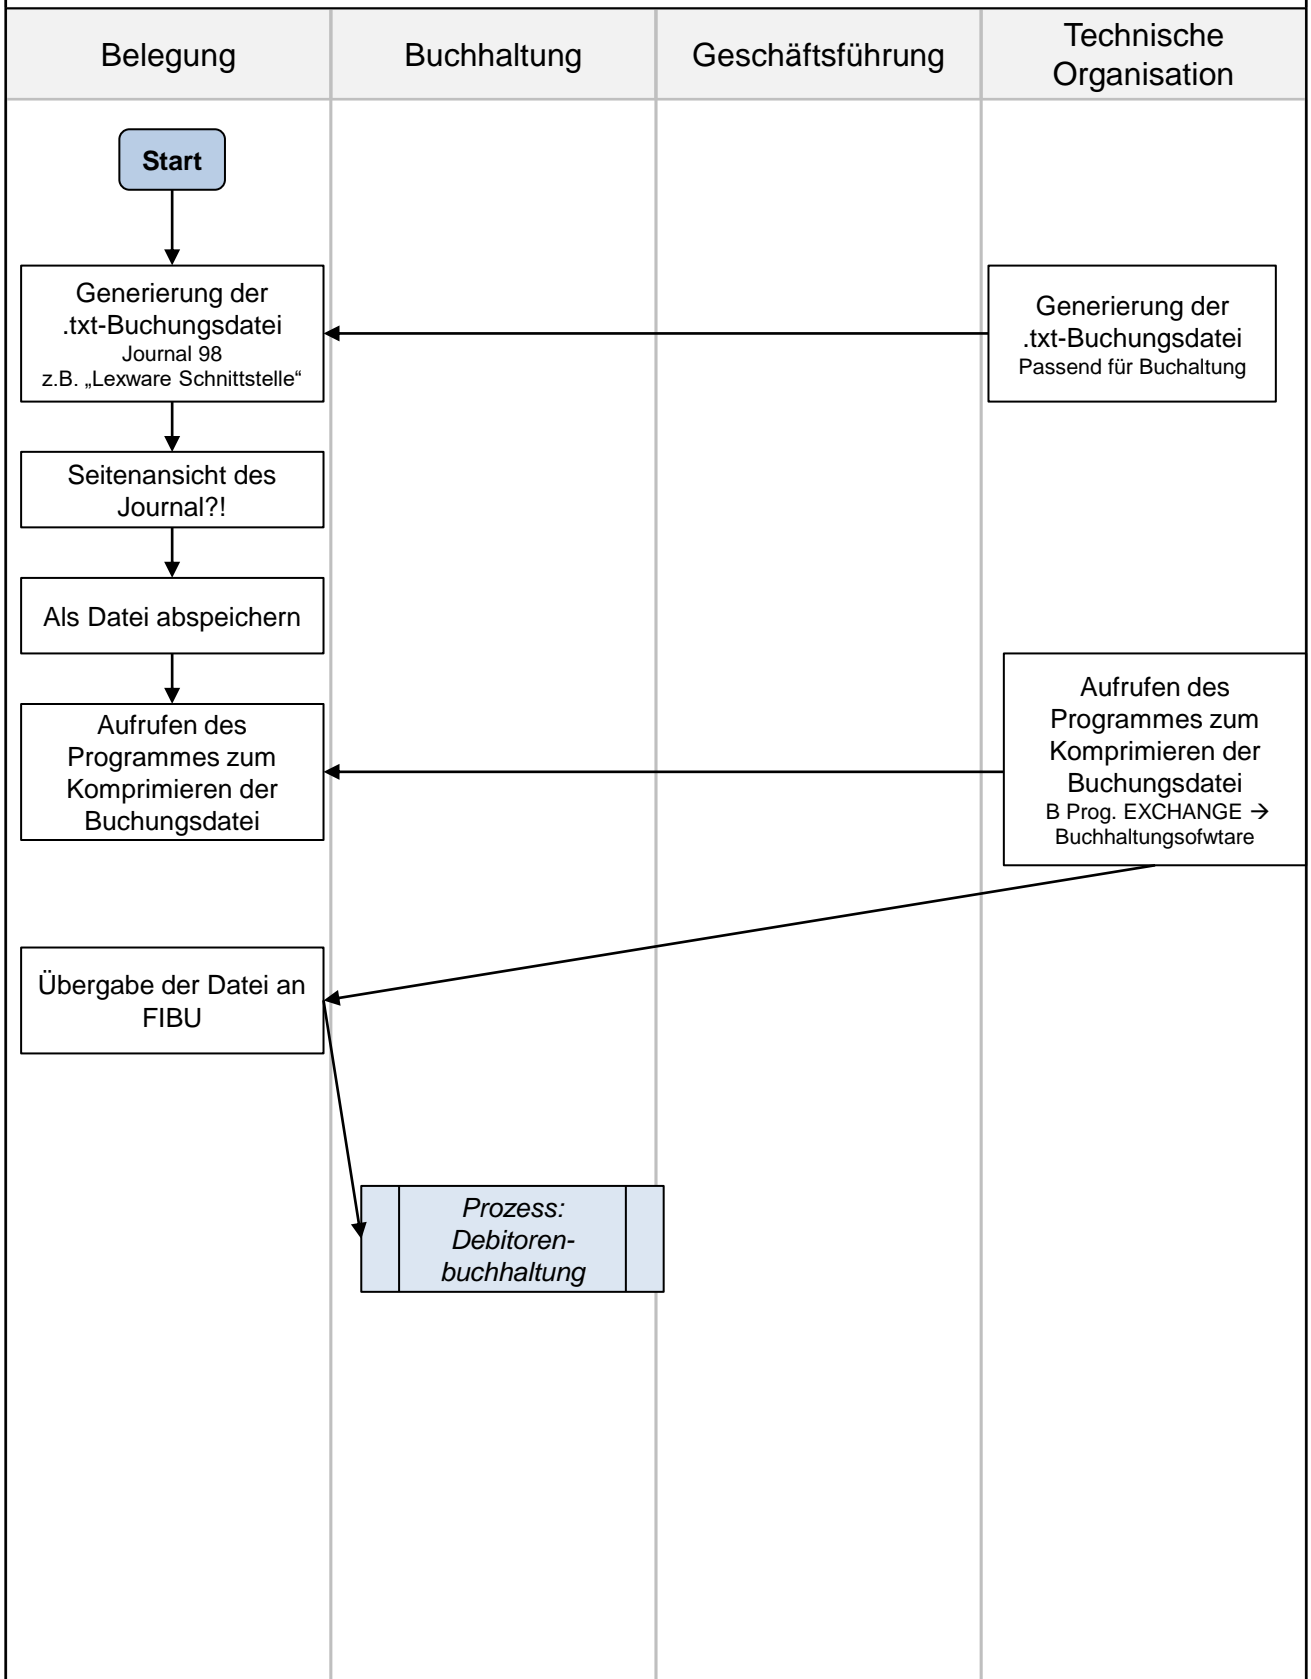 Belegung
Buchhaltung
Geschäftsführung
Technische
Organisation
Start
Generierung der
.txt-Buchungsdatei
Journal 98
z.B. „Lexware Schnittstelle“
Generierung der
.txt-Buchungsdatei
Passend für Buchaltung
Seitenansicht des
Journal?!
Als Datei abspeichern
Aufrufen des
Programmes zum
Komprimieren der
Buchungsdatei
Aufrufen des
Programmes zum
Komprimieren der
Buchungsdatei
B Prog. EXCHANGE →
Buchhaltungsofwtare
Übergabe der Datei an
FIBU
Prozess:
Debitoren-
buchhaltung